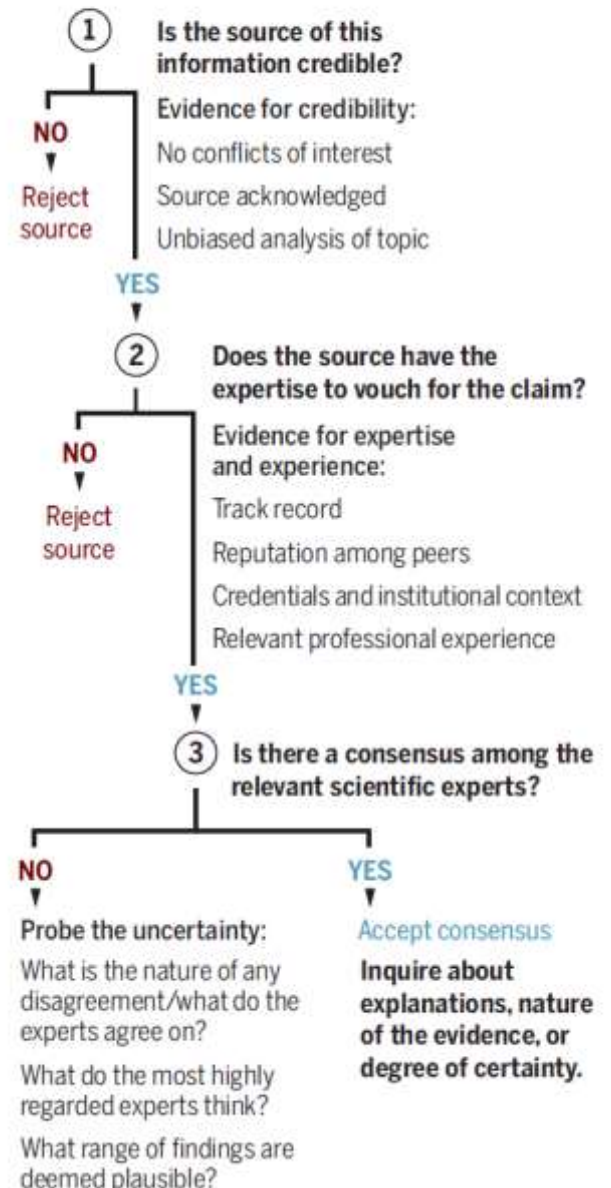 1
Is the source of this
information credible?
Evidence for credibility:
No conflicts of interest
Source acknowledged
Unbiased analysis of topic
NO
Reject
source
YES
2
Does the source have the
expertise to vouch for the claim?
Evidence for expertise
and experience:
Track record
Reputation among peers
Credentials and institutional context
Relevant professional experience
NO
Reject
source
YES
3
Is there a consensus among the
relevant scientific experts?
NO
Probe the uncertainty:
What is the nature of any
disagreement/what do the
experts agree on?
What do the most highly
regarded experts think?
What range of findings are
deemed plausible?
YES
Accept consensus
Inquire about
explanations, nature
of the evidence, or
degree of certainty.